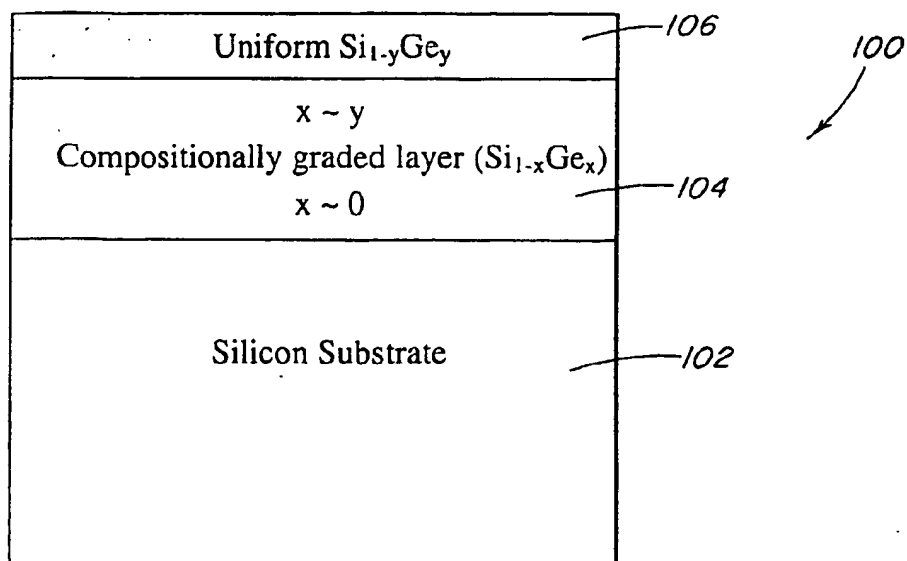 Uniform Si₁₋yGey
106
100
x ~ y
Compositionally graded layer (Si₁₋ₓGeₓ)
x ~ 0
104
Silicon Substrate
102